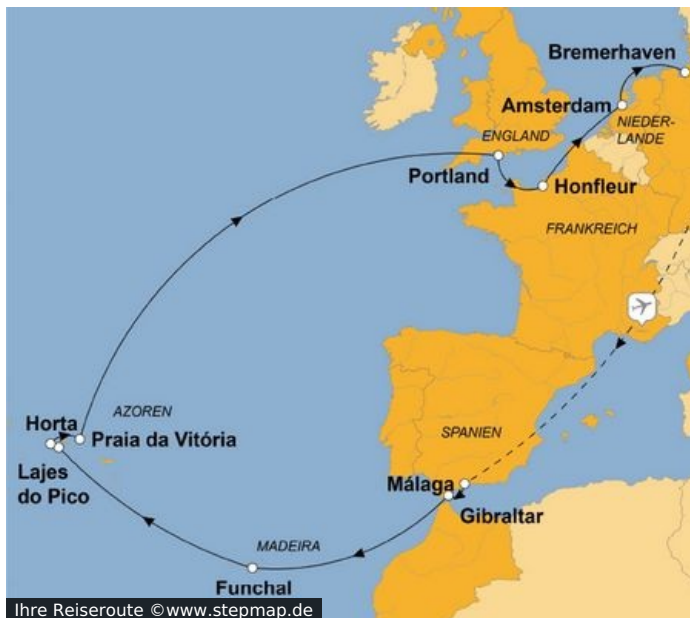 Bremerhaven
Amsterdam
NIEDER-
LANDE
ENGLAND
Portland
Honfleur
FRANKREICH
Horta
AZOREN
Praia da Vitória
Lajes
do Pico
SPANIEN
Málaga
Gibraltar
MADEIRA
Funchal
Ihre Reiseroute ©www.stepmap.de